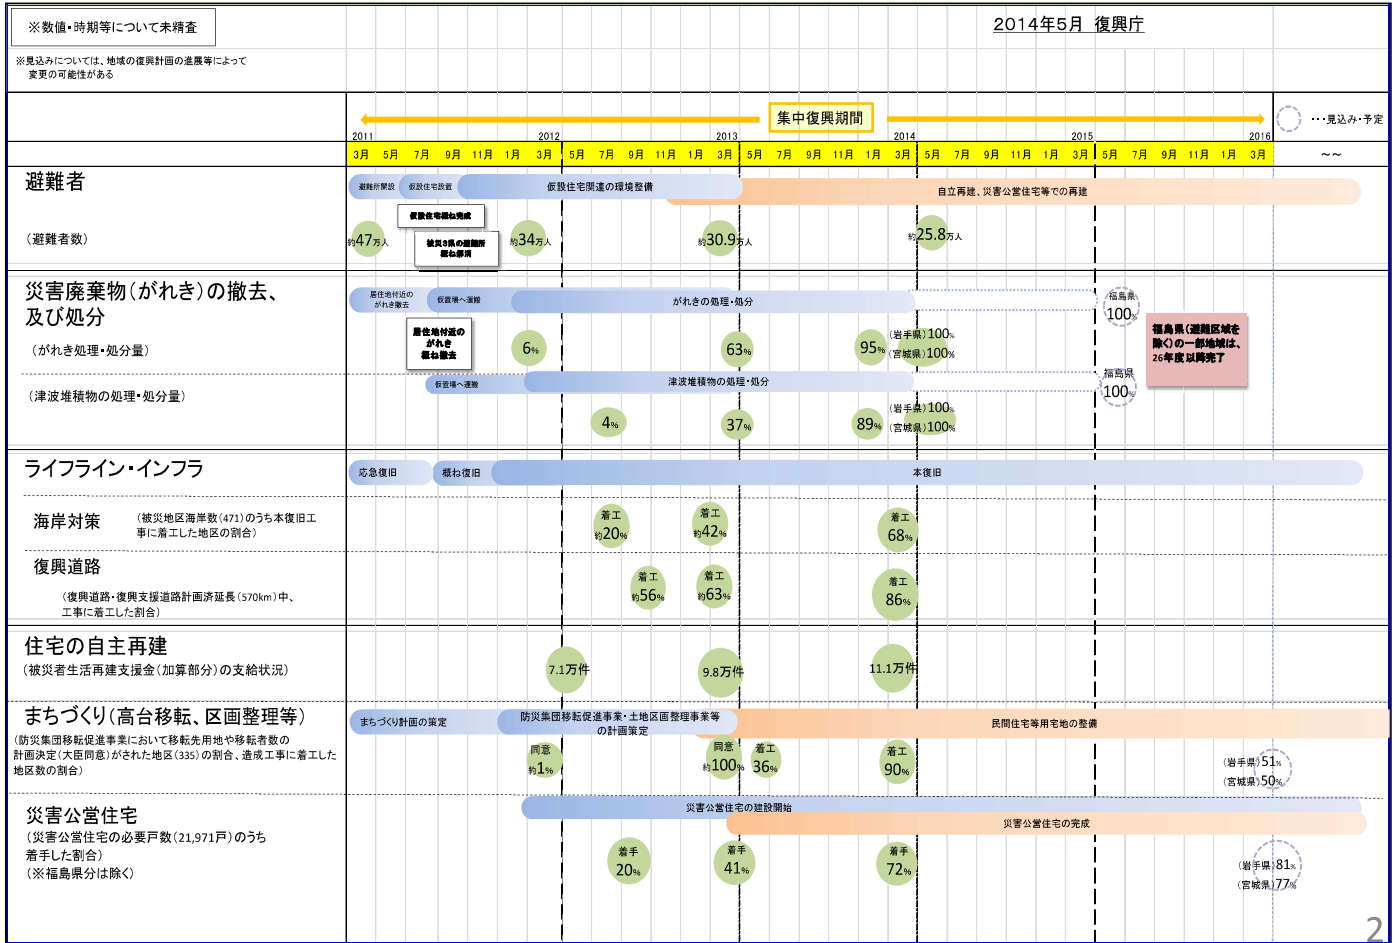 ※数値・時期等について未精査
2014年5月 復興庁
※見込みについては、地域の復興計画の進展等によって
変更の可能性がある
集中復興期間
・・・見込み・予定
2011 2012 2013 2014 2015 2016
3月 5月 7月 9月 11月 1月 3月 5月 7月 9月 11月 1月 3月 5月 7月 9月 11月 1月 3月 5月 7月 9月 11月 1月 3月 5月 7月 9月 11月 1月 3月 ~~
避難者
避難所開設 仮設住宅設置 仮設住宅関連の環境整備 自立再建、災害公営住宅等での再建
仮設住宅概ね完成
(避難者数)
約47万人 約34万人 約30.9万人 約25.8万人
被災3県の避難所
概ね解消
災害廃棄物(がれき)の撤去、
及び処分
居住地付近の
がれき撤去
仮置場へ運搬 がれきの処理・処分
福島県
100%
居住地付近の
がれき
概ね撤去
(がれき処理・処分量)
6% 63% 95%
(岩手県)100%
(宮城県)100%
福島県(避難区域を
除く)の一部地域は、
26年度以降完了
仮置場へ運搬 津波堆積物の処理・処分
福島県
100%
(津波堆積物の処理・処分量)
4% 37% 89%
(岩手県)100%
(宮城県)100%
ライフライン・インフラ
応急復旧 概ね復旧 本復旧
海岸対策
(被災地区海岸数(471)のうち本復旧工
事に着工した地区の割合)
着工
約20%
着工
約42%
着工
68%
復興道路
(復興道路・復興支援道路計画済延長(570km)中、
工事に着工した割合)
着工
約56%
着工
約63%
着工
86%
住宅の自主再建
(被災者生活再建支援金(加算部分)の支給状況)
7.1万件 9.8万件 11.1万件
まちづくり(高台移転、区画整理等)
まちづくり計画の策定
防災集団移転促進事業・土地区画整理事業等
の計画策定
民間住宅等用宅地の整備
(防災集団移転促進事業において移転先用地や移転者数の
計画決定(大臣同意)がされた地区(335)の割合、造成工事に着工した
地区数の割合)
同意
約1%
同意
約100%
着工
36%
着工
90%
(岩手県)51%
(宮城県)50%
災害公営住宅
災害公営住宅の建設開始
災害公営住宅の完成
(災害公営住宅の必要戸数(21,971戸)のうち
着手した割合)
(※福島県分は除く)
着手
20%
着手
41%
着手
72%
(岩手県)81%
(宮城県)77%
2